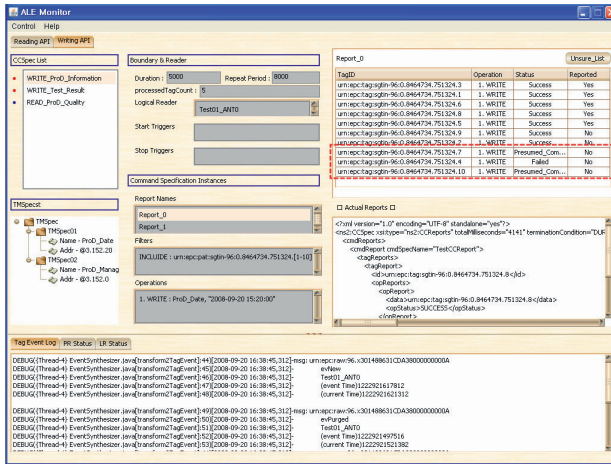 ALE Monitor
Control Help
Reading API Writing API
CCSpec List
WRITE_ProD_Information
WRITE_Test_Result
READ_ProD_Quality
TMSpecst
TMSpec
TMSpec01
Name - ProD_Date
Addr - @3.152.20
TMSpec02
Name - ProD_Manag
Addr - @3.152.0
Boundary & Reader
Duration : 5000 Repeat Period : 8000
processedTagCount : 5
Logical Reader Test01_ANT0
Start Triggers
Stop Triggers
Command Specification Instances
Report Names
Report_0
Report_1
Filters
INCLUIDE : urn:epc:pat:sgtin-96:0.8464734.751324.[1-10]
Operations
1. WRITE : ProD_Date, "2008-09-20 15:20:00"
Report_0 Unsure_List
TagID Operation Status Reported
urn:epc:tag:sgtin-96:0.8464734.751324.3 1. WRITE Success Yes
urn:epc:tag:sgtin-96:0.8464734.751324.1 1. WRITE Success Yes
urn:epc:tag:sgtin-96:0.8464734.751324.6 1. WRITE Success Yes
urn:epc:tag:sgtin-96:0.8464734.751324.8 1. WRITE Success Yes
urn:epc:tag:sgtin-96:0.8464734.751324.5 1. WRITE Success Yes
urn:epc:tag:sgtin-96:0.8464734.751324.9 1. WRITE Success No
urn:epc:tag:sgtin-96:0.8464734.751324.2 1. WRITE Success No
urn:epc:tag:sgtin-96:0.8464734.751324.7 1. WRITE Presumed_Com... No
urn:epc:tag:sgtin-96:0.8464734.751324.4 1. WRITE Failed No
urn:epc:tag:sgtin-96:0.8464734.751324.10 1. WRITE Presumed_Com... No
Actual Reports
<?xml version="1.0" encoding="UTF-8" standalone="yes"?>
<ns2:CCSpec xsi:type="ns2:CCReports" totalMilliseconds="4141" terminationCondition="DUR
<cmdReports>
<cmdReport cmdSpecName="TestCCReport">
<tagReports>
<tagReport>
<id>urn:epc:tag:sgtin-96:0.8464734.751324.8</id>
<opReports>
<opReport>
<data>urn:epc:tag:sgtin-96:0.8464734.751324.8</data>
<opStatus>SUCCESS</opStatus>
</opReport>
Tag Event Log PR Status LR Status
DEBUG[{Thread-4} EventSynthesizer.java[transform2TagEvent]:44)[2008-09-20 16:38:45,312]-msg: urn:epc:raw:96.x301488631CDA38000000000A
DEBUG[{Thread-4} EventSynthesizer.java[transform2TagEvent]:45)[2008-09-20 16:38:45,312]- evNew
DEBUG[{Thread-4} EventSynthesizer.java[transform2TagEvent]:46)[2008-09-20 16:38:45,312]- Test01_ANT0
DEBUG[{Thread-4} EventSynthesizer.java[transform2TagEvent]:47)[2008-09-20 16:38:45,312]- (event Time)1222921617812
DEBUG[{Thread-4} EventSynthesizer.java[transform2TagEvent]:48)[2008-09-20 16:38:45,312]- (current Time)1222921621312
DEBUG[{Thread-4} EventSynthesizer.java[transform2TagEvent]:49)[2008-09-20 16:38:45,312]-msg: urn:epc:raw:96.x301488631CDA38000000000A
DEBUG[{Thread-4} EventSynthesizer.java[transform2TagEvent]:50)[2008-09-20 16:38:45,312]- evPurged
DEBUG[{Thread-4} EventSynthesizer.java[transform2TagEvent]:51)[2008-09-20 16:38:45,312]- Test01_ANT0
DEBUG[{Thread-4} EventSynthesizer.java[transform2TagEvent]:52)[2008-09-20 16:38:45,312]- (event Time)1222921497516
DEBUG[{Thread-4} EventSynthesizer.java[transform2TagEvent]:53)[2008-09-20 16:38:45,312]- (current Time)1222921521382